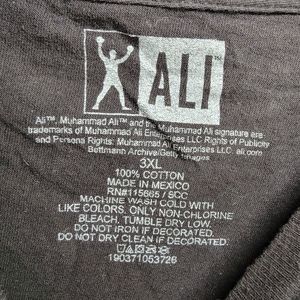 ALI™
Ali™, Muhammad Ali™ and the Muhammad Ali signature are
trademarks of Muhammad Ali Enterprises LLC Rights of Publicity
and Persona Rights: Muhammad Ali Enterprises LLC. ali.com
Bettmann Archive/Getty Images
3XL
100% COTTON
MADE IN MEXICO
RN#115665 / 6CO
MACHINE WASH COLD WITH
LIKE COLORS, ONLY NON-CHLORINE
BLEACH, TUMBLE DRY LOW.
DO NOT IRON IF DECORATED.
DO NOT DRY CLEAN IF DECORATED.
190371053726